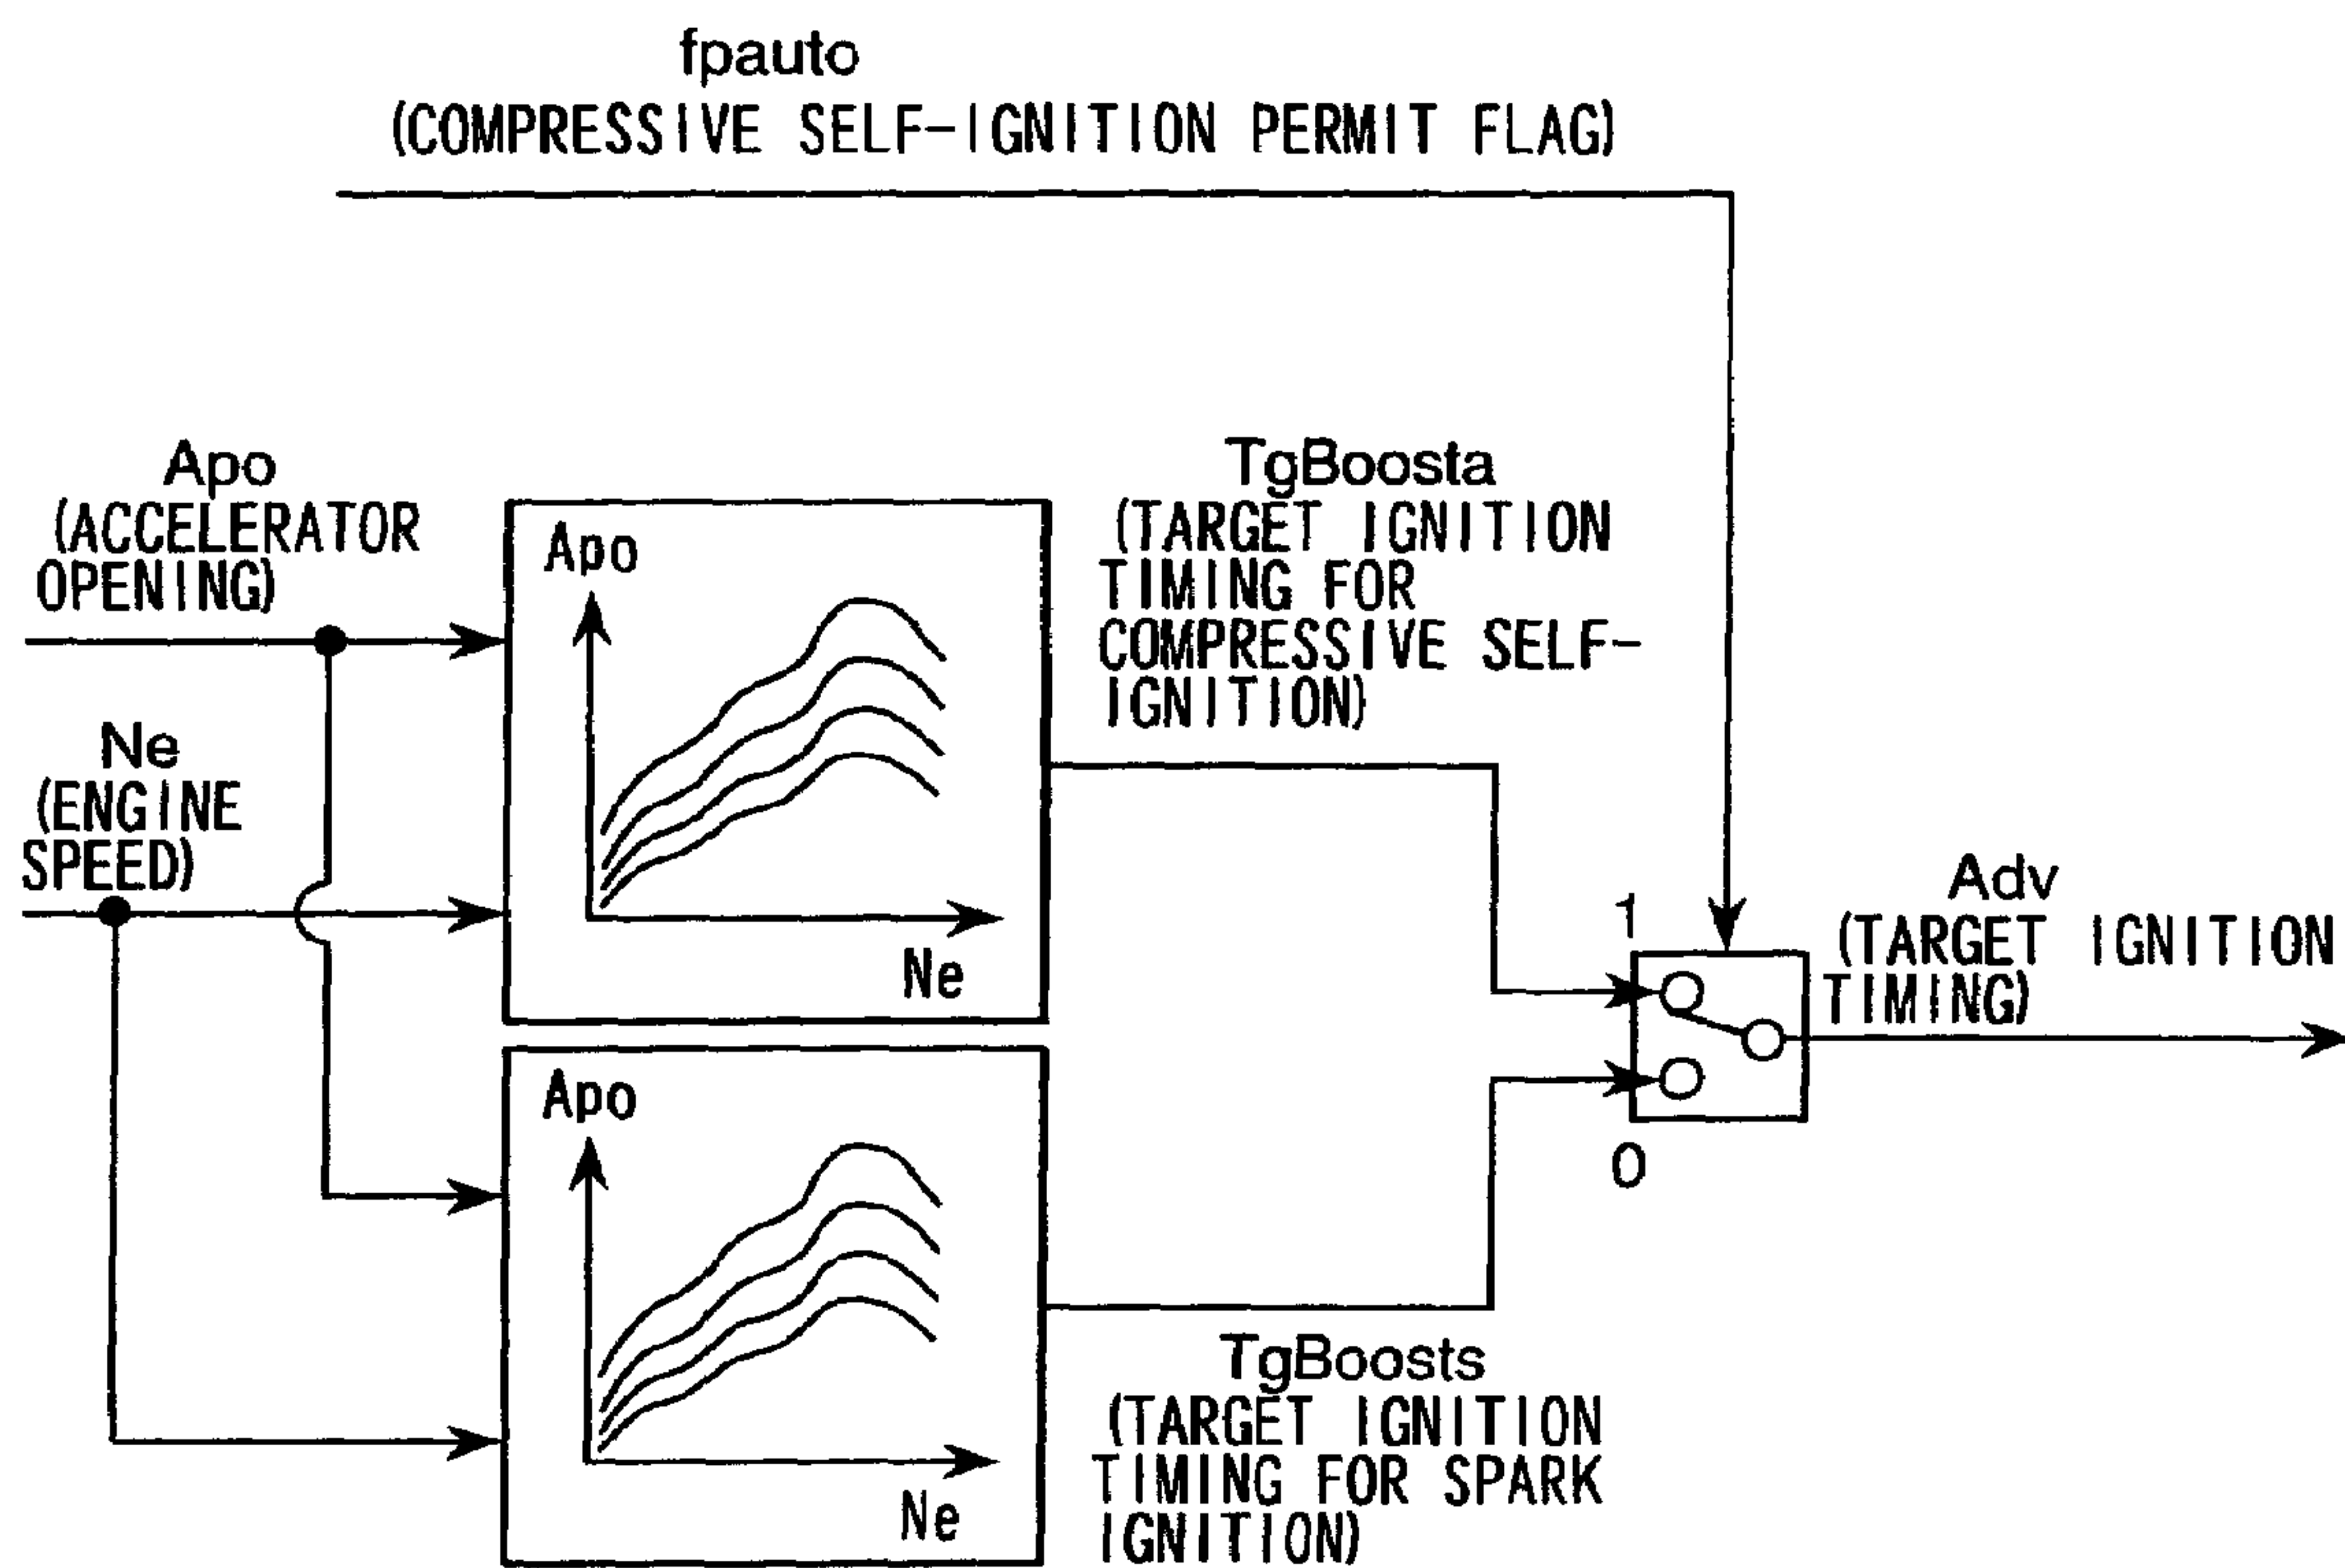 fpauto
(COMPRESSIVE SELF-IGNITION PERMIT FLAG)
Apo
(ACCELERATOR
OPENING)
Ne
(ENGINE
SPEED)
Apo
Ne
TgBoosta
(TARGET IGNITION
TIMING FOR
COMPRESSIVE SELF-
IGNITION)
1
0
Adv
(TARGET IGNITION
TIMING)
Apo
Ne
TgBoosts
(TARGET IGNITION
TIMING FOR SPARK
IGNITION)